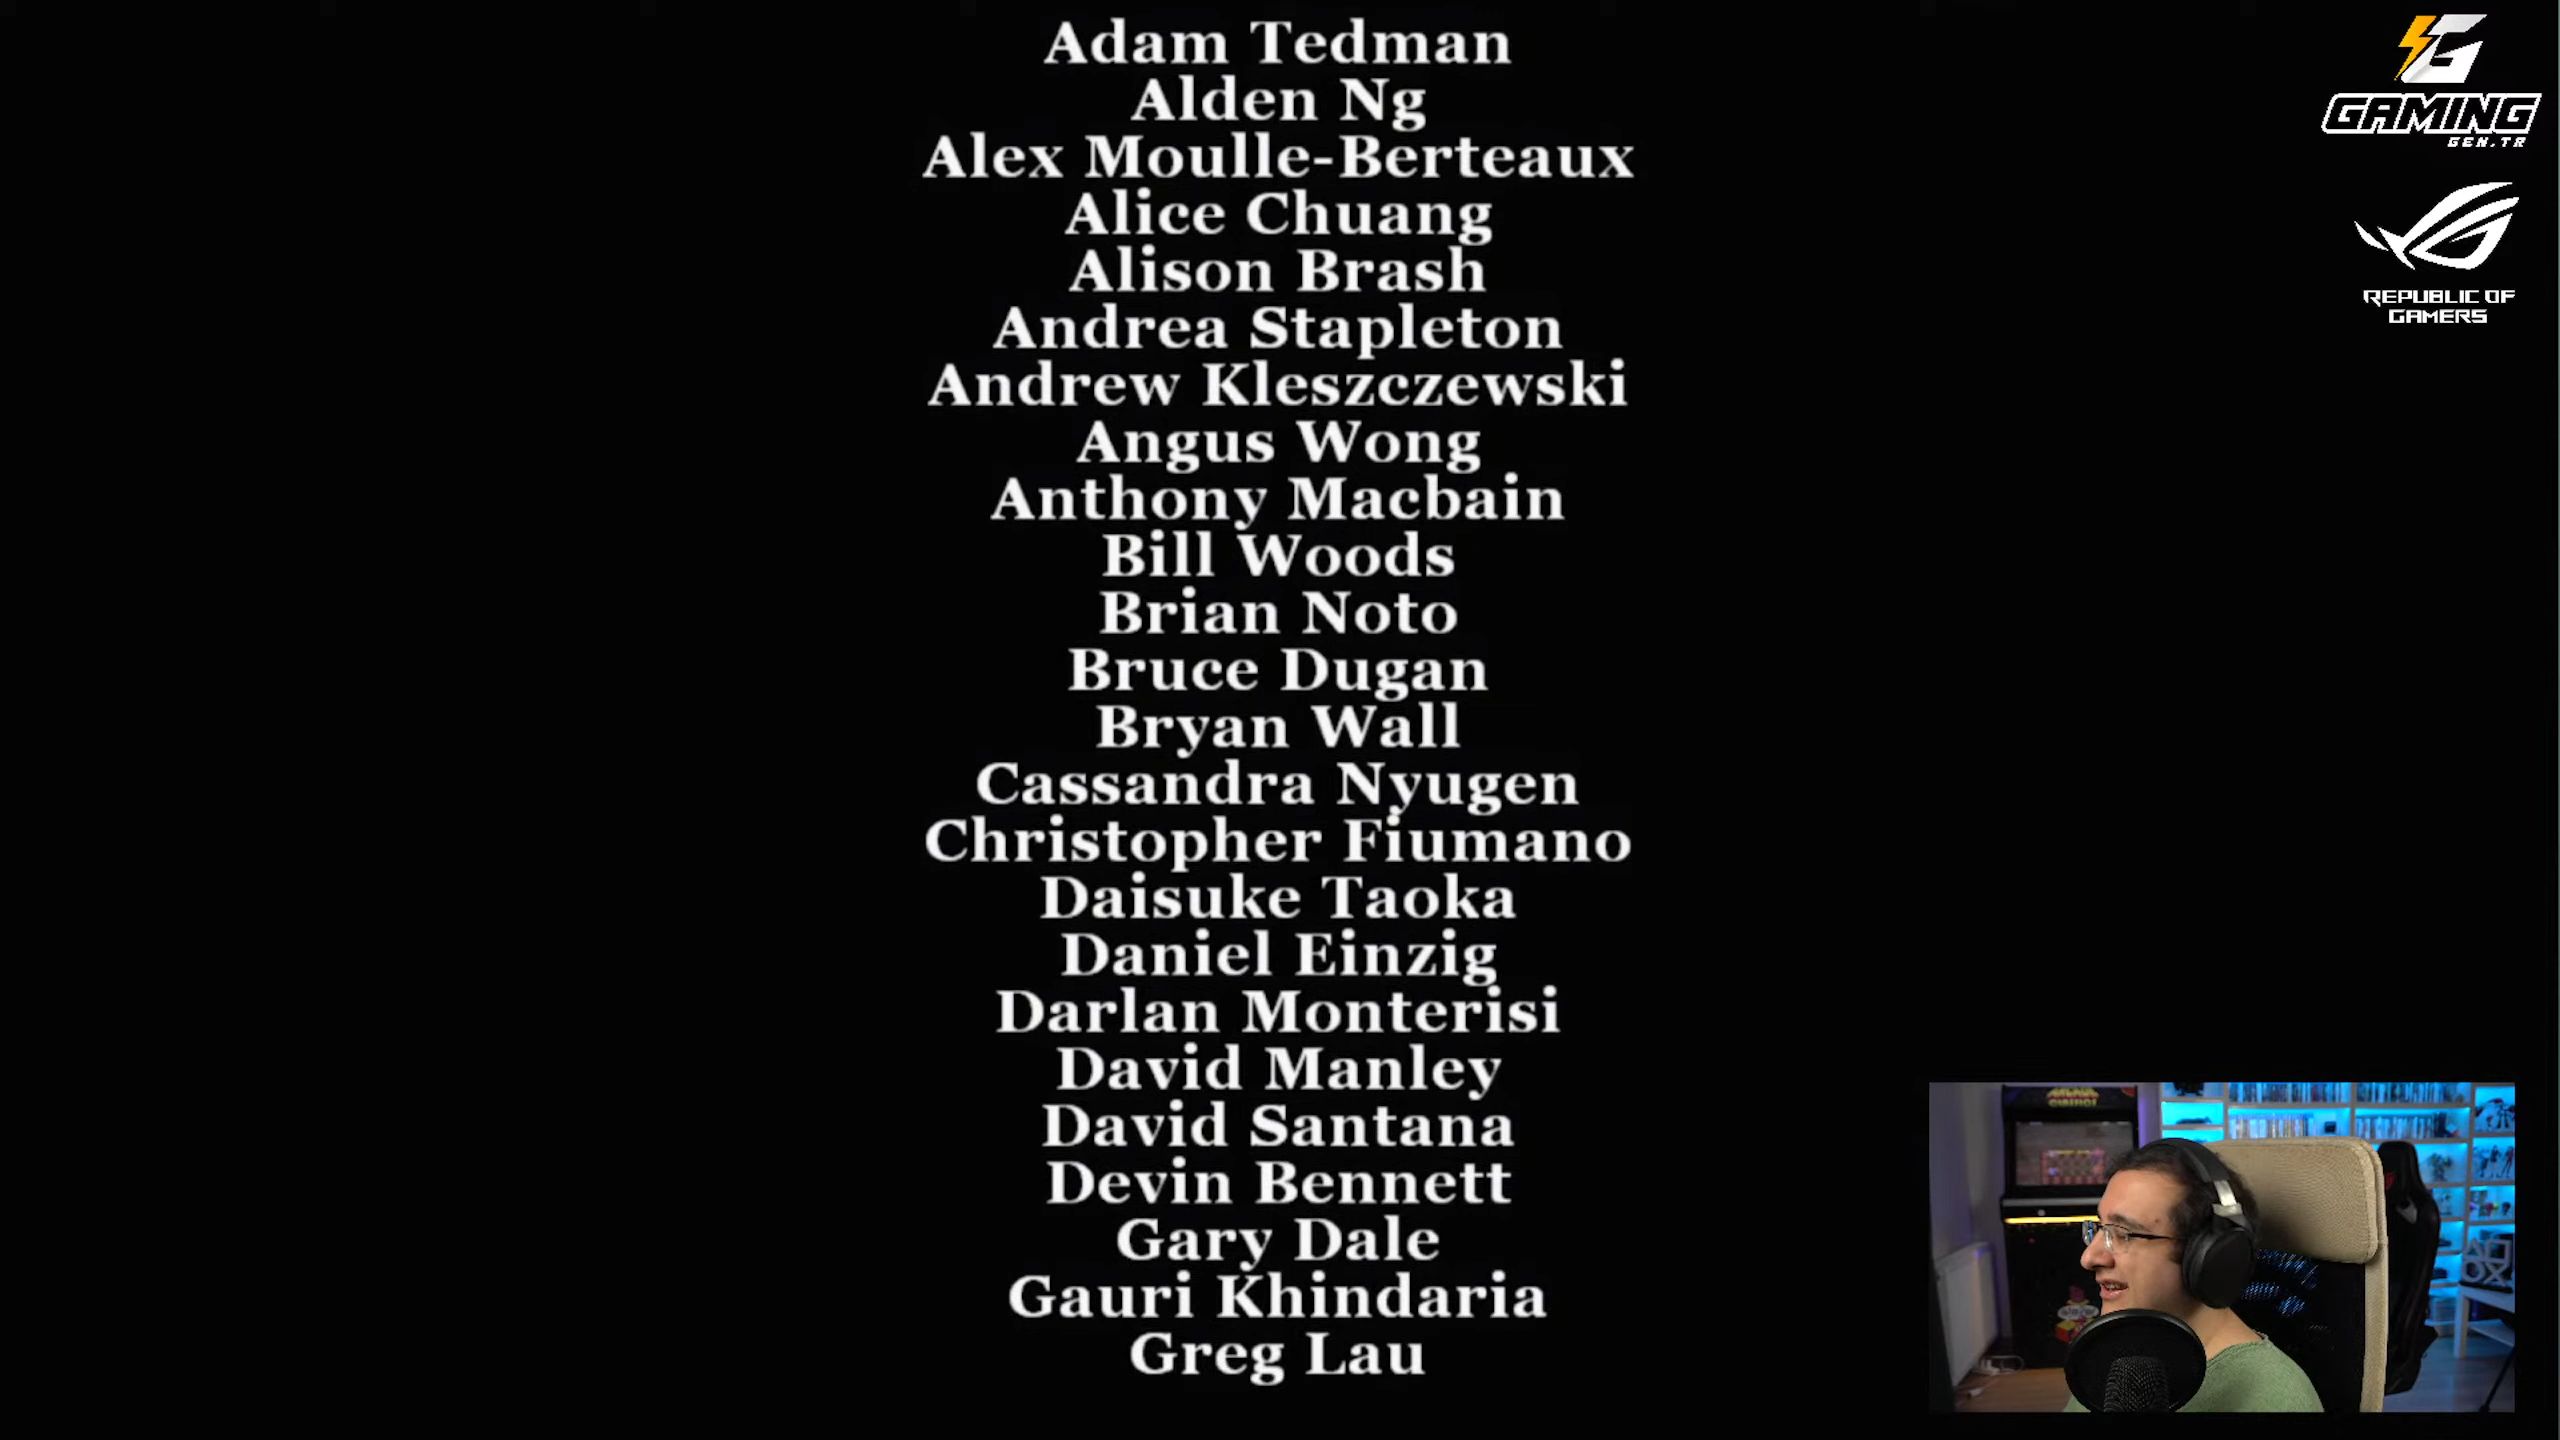 Adam Tedman
Alden Ng
Alex Moulle-Berteaux
Alice Chuang
Alison Brash
Andrea Stapleton
Andrew Kleszczewski
Angus Wong
Anthony Macbain
Bill Woods
Brian Noto
Bruce Dugan
Bryan Wall
Cassandra Nyugen
Christopher Fiumano
Daisuke Taoka
Daniel Einzig
Darlan Monterisi
David Manley
David Santana
Devin Bennett
Gary Dale
Gauri Khindaria
Greg Lau
GAMING
GEN.TR
REPUBLIC OF
GAMERS
CLASSICS